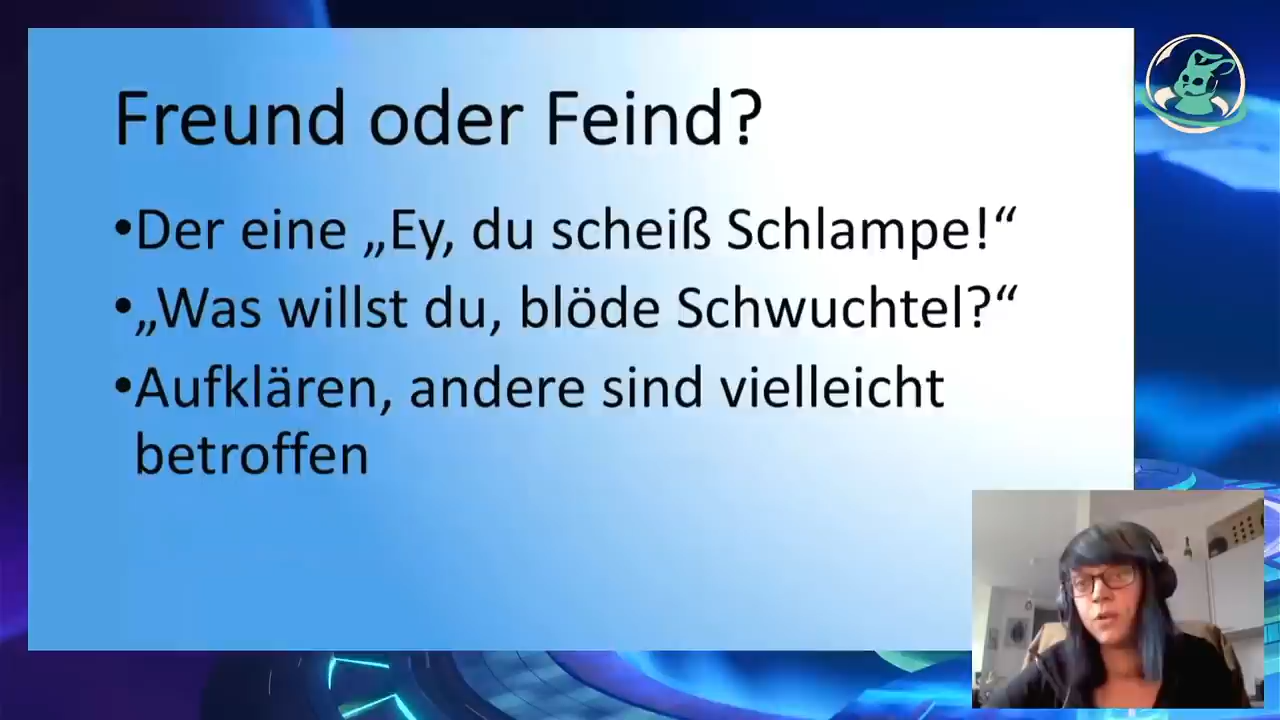 Freund oder Feind?
•Der eine „Ey, du scheiß Schlampe!“
•„Was willst du, blöde Schwuchtel?“
•Aufklären, andere sind vielleicht
betroffen